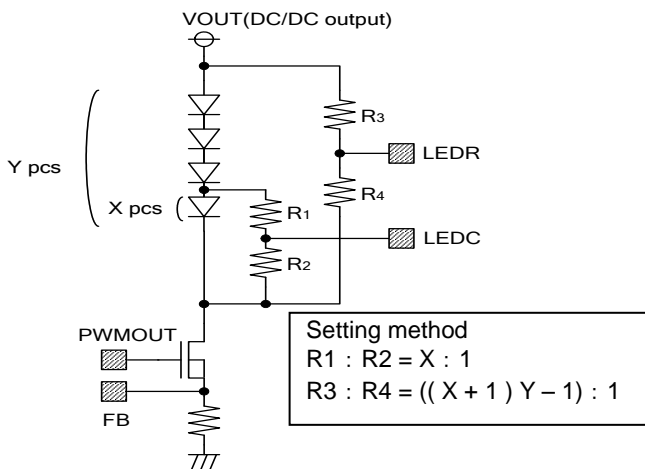 VOUT(DC/DC output)
R3
LEDR
Y pcs
R4
X pcs
R1
LEDC
R2
PWMOUT
FB
Setting method
R1 : R2 = X : 1
R3 : R4 = (( X + 1 ) Y – 1) : 1